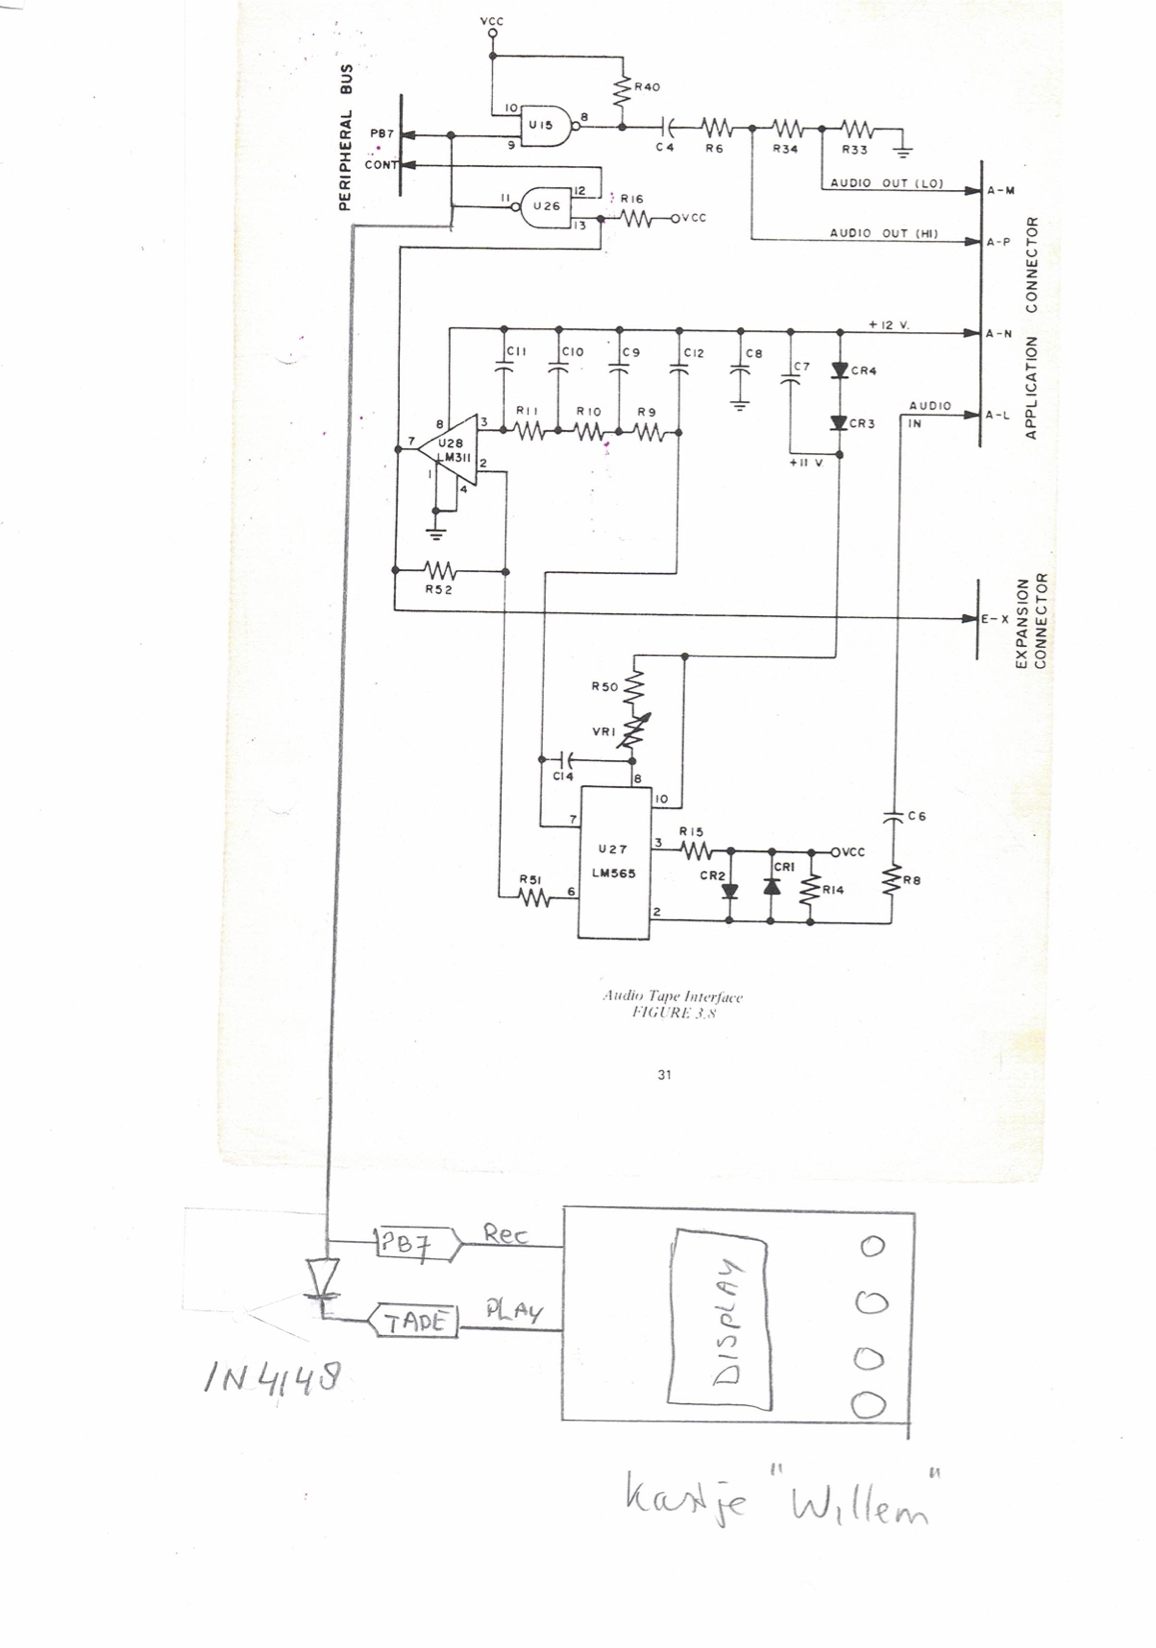 VCC
PERIPHERAL BUS
R40
10
U15
8
9
PB7
CONT
C4
R6
R34
R33
12
11
U26
13
R16
VCC
AUDIO OUT (LO)
A-M
AUDIO OUT (HI)
A-P
APPLICATION CONNECTOR
+12 V.
A-N
C11
C10
C9
C12
C8
C7
CR4
CR3
AUDIO IN
A-L
R11
R10
R9
8
3
7
U28
LM311
2
1
4
+11 V
R52
E-X
EXPANSION CONNECTOR
R50
VR1
C14
8
10
7
U27
LM565
3
R15
VCC
CR2
CR1
R14
C6
R8
R51
6
2
Audio Tape Interface
FIGURE 3.8
31
PB7
Rec
TAPE
PLAY
DISPLAY
1N4148
Kastje "Willem"